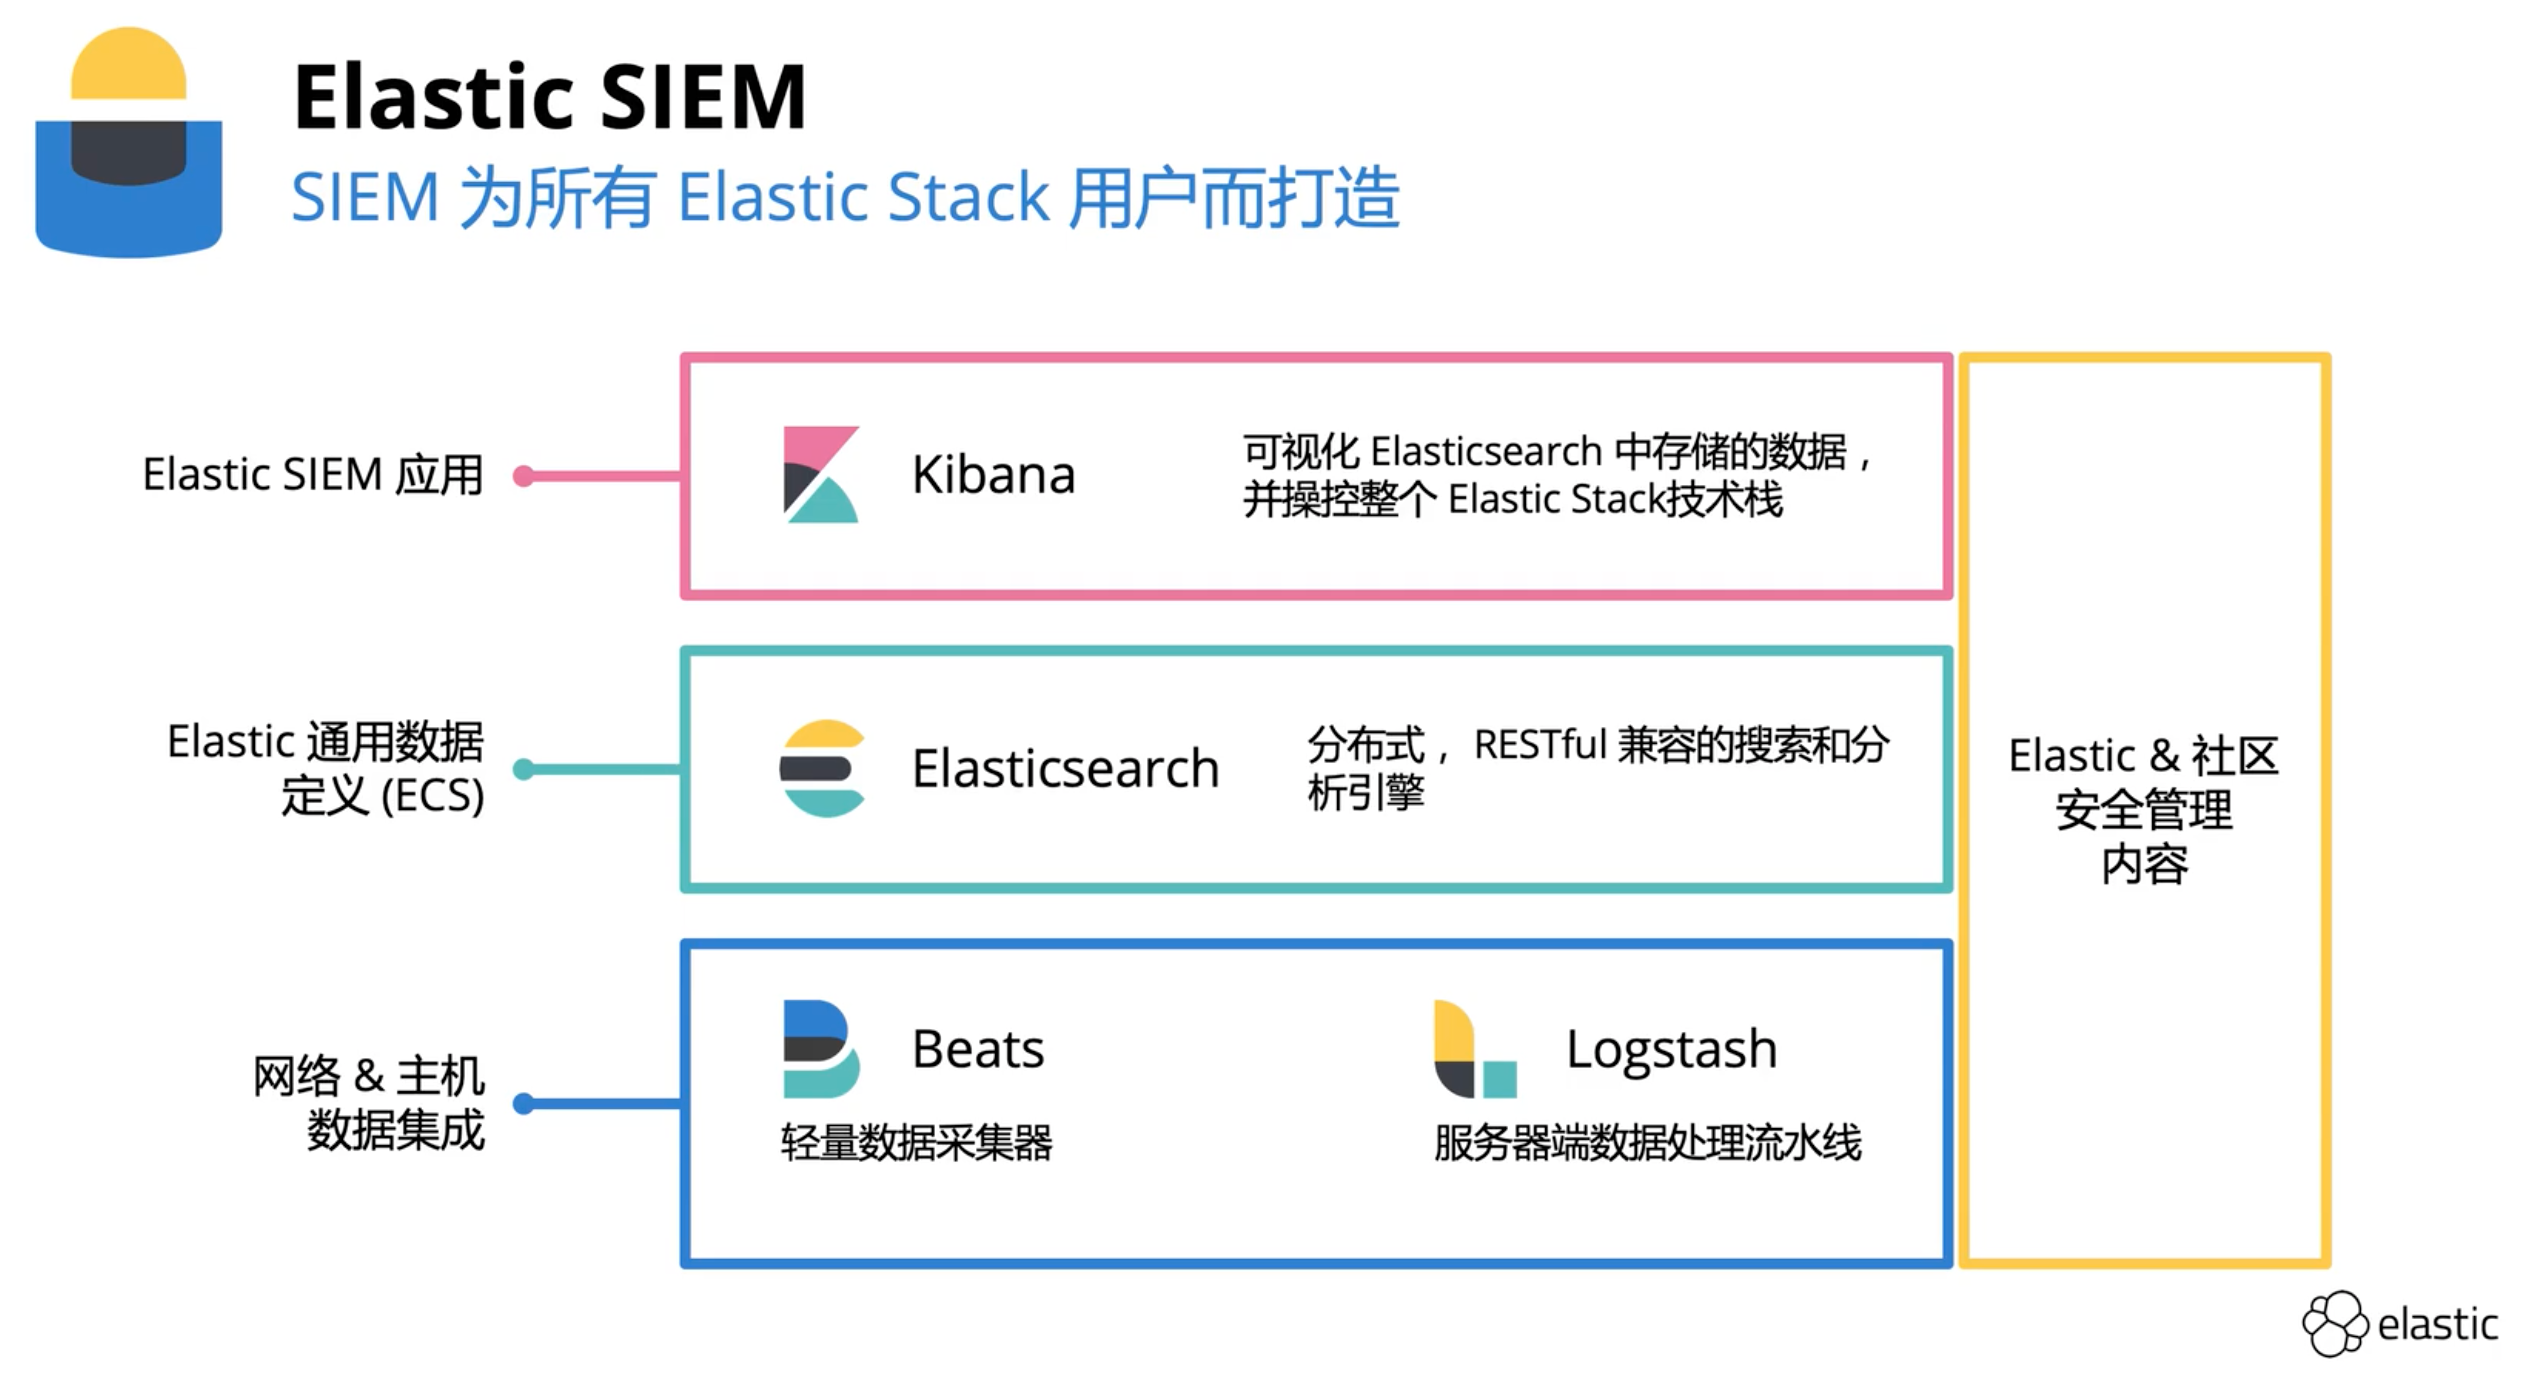 Elastic SIEM
SIEM 为所有 Elastic Stack 用户而打造
Elastic SIEM 应用
Kibana
可视化 Elasticsearch 中存储的数据，
并操控整个 Elastic Stack技术栈
Elastic 通用数据
定义 (ECS)
Elasticsearch
分布式， RESTful 兼容的搜索和分
析引擎
网络 & 主机
数据集成
Beats
轻量数据采集器
Logstash
服务器端数据处理流水线
Elastic & 社区
安全管理
内容
elastic